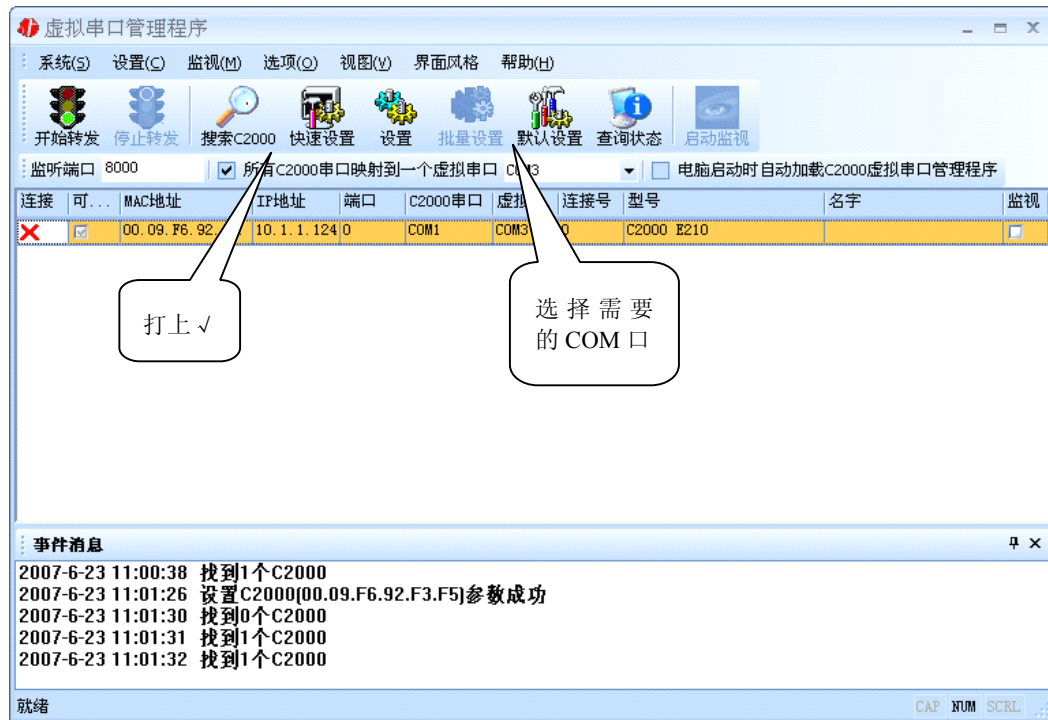 虚拟串口管理程序
系统(S) 设置(C) 监视(M) 选项(O) 视图(V) 界面风格 帮助(H)
开始转发 停止转发 搜索C2000 快速设置 设置 批量设置 默认设置 查询状态 启动监视
监听端口 8000 所有C2000串口映射到一个虚拟串口 COM3 电脑启动时自动加载C2000虚拟串口管理程序
连接 可... MAC地址 IP地址 端口 C2000串口 虚拟 连接号 型号 名字 监视
00.09.F6.92. 10.1.1.124 0 COM1 COM3 0 C2000 E210
打上√
选择需要
的 COM 口
事件消息
2007-6-23 11:00:38 找到1个C2000
2007-6-23 11:01:26 设置C2000[00.09.F6.92.F3.F5]参数成功
2007-6-23 11:01:30 找到0个C2000
2007-6-23 11:01:31 找到1个C2000
2007-6-23 11:01:32 找到1个C2000
就绪 CAP NUM SCRL